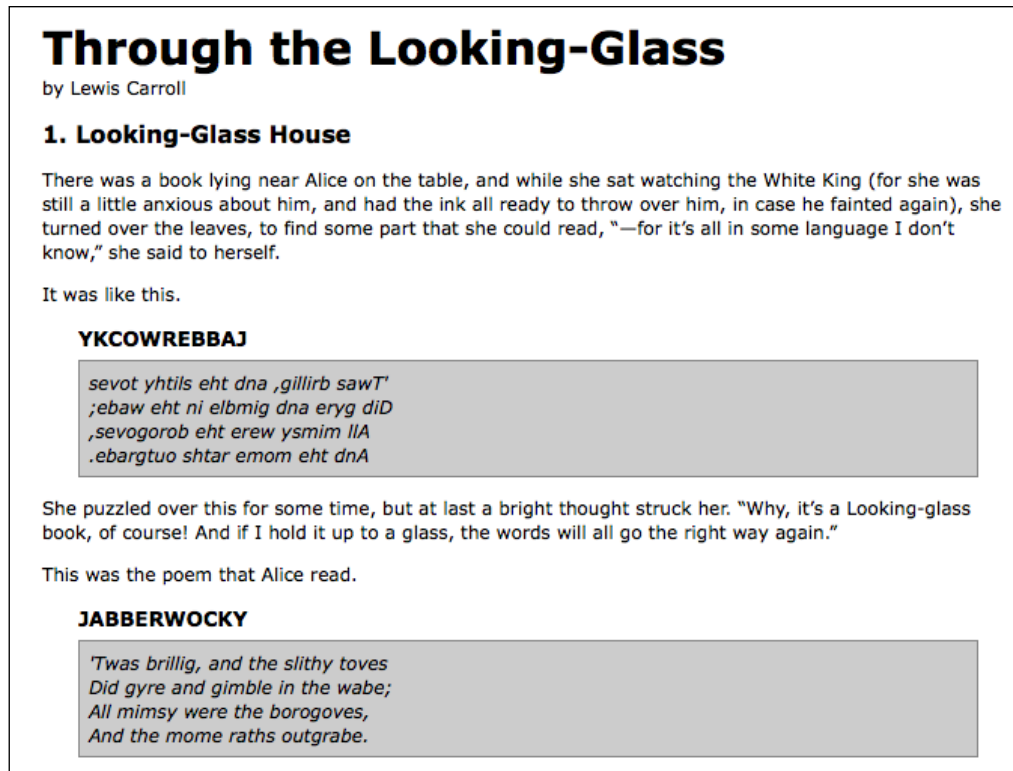 Through the Looking-Glass
by Lewis Carroll
1. Looking-Glass House
There was a book lying near Alice on the table, and while she sat watching the White King (for she was
still a little anxious about him, and had the ink all ready to throw over him, in case he fainted again), she
turned over the leaves, to find some part that she could read, “—for it’s all in some language I don’t
know,” she said to herself.
It was like this.
YKCOWREBBAJ
sevot yhtils eht dna ,gillirb sawT'
;ebaw eht ni elbmig dna eryg diD
,sevogorob eht erew ysmim llA
.ebargtuo shtar emom eht dnA
She puzzled over this for some time, but at last a bright thought struck her. “Why, it’s a Looking-glass
book, of course! And if I hold it up to a glass, the words will all go the right way again.”
This was the poem that Alice read.
JABBERWOCKY
'Twas brillig, and the slithy toves
Did gyre and gimble in the wabe;
All mimsy were the borogoves,
And the mome raths outgrabe.